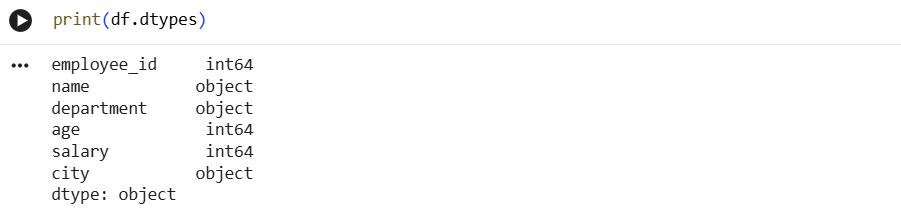 print(df.dtypes)
employee_id     int64
name           object
department     object
age             int64
salary          int64
city           object
dtype: object